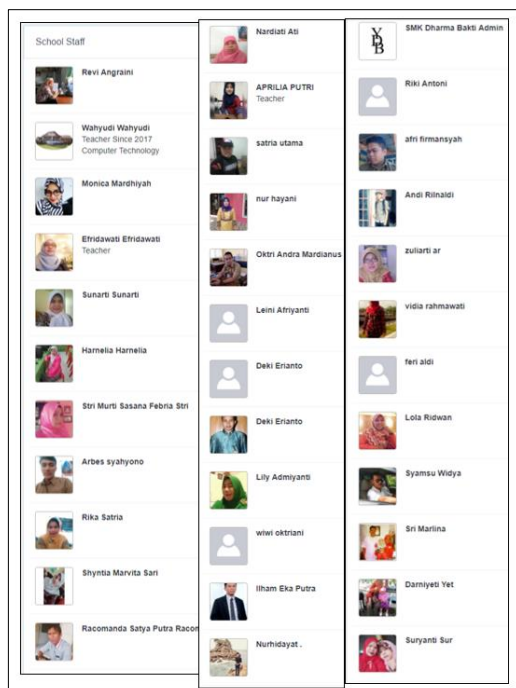 School Staff
Revi Angraini
Wahyudi Wahyudi
Teacher Since 2017
Computer Technology
Monica Mardhiyah
Efridawati Efridawati
Teacher
Sunarti Sunarti
Harnelia Harnelia
Stri Murti Sasana Febria Stri
Arbes syahyono
Rika Satria
Shyntia Marvita Sari
Racomanda Satya Putra Racon
Nardiati Ati
APRILIA PUTRI
Teacher
satria utama
nur hayani
Oktri Andra Mardianus
Leini Afriyanti
Deki Erianto
Deki Erianto
Lily Admiyanti
wiwi oktriani
Ilham Eka Putra
Nurhidayat .
YDB
SMK Dharma Bakti Admin
Riki Antoni
afri firmansyah
Andi Rilnaldi
zuliarti ar
vidia rahmawati
feri aldi
Lola Ridwan
Syamsu Widya
Sri Marlina
Darniyeti Yet
Suryanti Sur